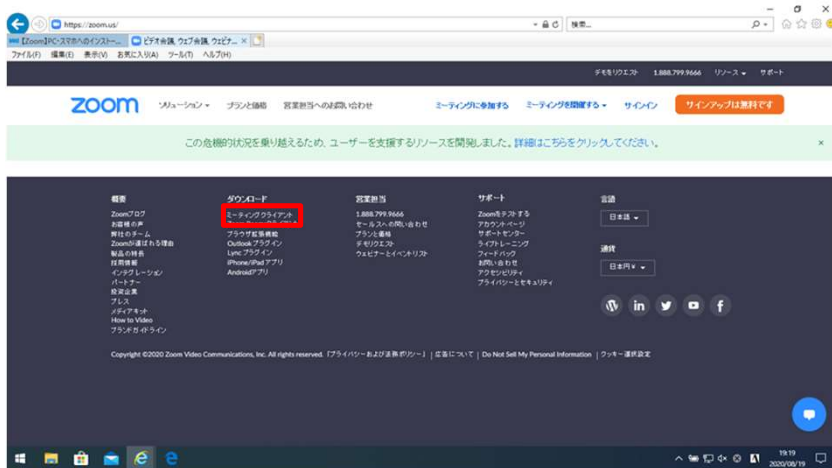 https://zoom.us/
検索...
【Zoom】PC・スマホへのインストー...
ビデオ会議, ウェブ会議, ウェビナ...
ファイル(F) 編集(E) 表示(V) お気に入り(A) ツール(T) ヘルプ(H)
デモをリクエスト 1.888.799.9666 リソース サポート
zoom ソリューション プランと価格 営業担当へのお問い合わせ ミーティングに参加する ミーティングを開催する サインイン サインアップは無料です
この危機的状況を乗り越えるため、ユーザーを支援するリソースを開発しました。詳細はこちらをクリックしてください。
概要
Zoomブログ
お客様の声
弊社のチーム
Zoomが選ばれる理由
製品の特長
採用情報
インテグレーション
パートナー
投資企業
プレス
メディアキット
How to Video
ブランドガイドライン
ダウンロード
ミーティングクライアント
ブラウザ拡張機能
Outlookプラグイン
Lyncプラグイン
iPhone/iPadアプリ
Androidアプリ
営業担当
1.888.799.9666
セールスへの問い合わせ
プランと価格
デモリクエスト
ウェビナーとイベントリスト
サポート
Zoomをテストする
アカウントページ
サポートセンター
ライブトレーニング
フィードバック
お問い合わせ
アクセシビリティ
プライバシーとセキュリティ
言語
日本語
通貨
日本円 ¥
Copyright ©2020 Zoom Video Communications, Inc. All rights reserved. 「プライバシーおよび法務ポリシー」 | 広告について | Do Not Sell My Personal Information | クッキー選択設定
19:19
2020/08/19